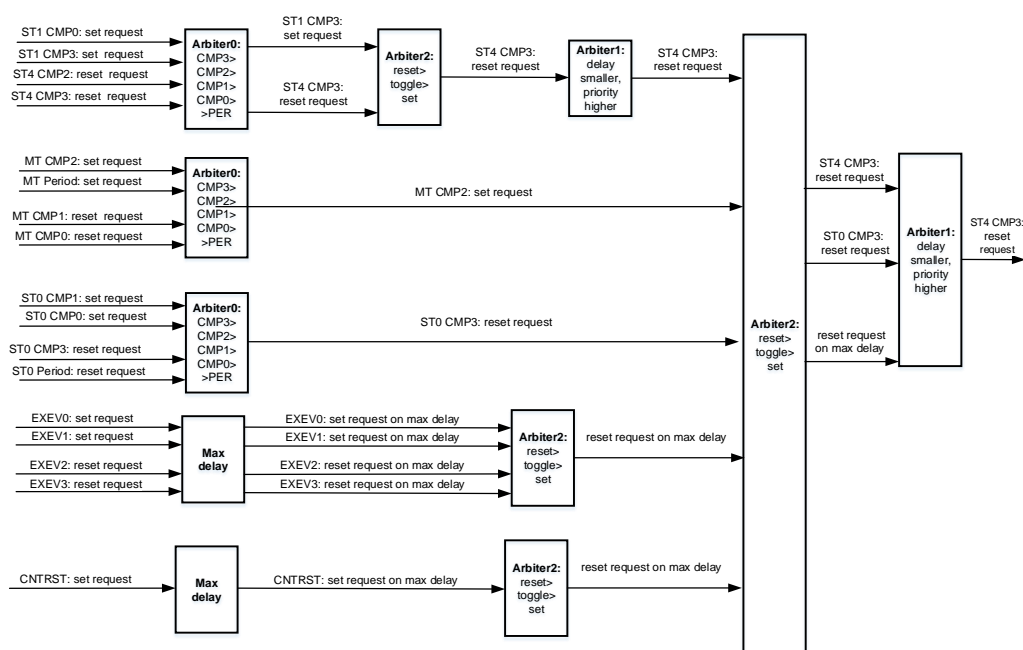 ST1 CMP0: set request
ST1 CMP3: set  request
ST4 CMP2: reset  request
ST4 CMP3: reset request
Arbiter0:
CMP3>
CMP2>
CMP1>
CMP0>
>PER
ST1 CMP3:
set request
ST4 CMP3:
reset request
Arbiter2:
reset>
toggle>
set
ST4 CMP3:
reset request
Arbiter1:
delay
smaller,
priority
higher
ST4 CMP3:
reset request
MT CMP2: set request
MT Period: set request
MT CMP1: reset  request
MT CMP0: reset request
Arbiter0:
CMP3>
CMP2>
CMP1>
CMP0>
>PER
MT CMP2: set request
ST0 CMP1: set request
ST0 CMP0: set request
ST0 CMP3: reset request
ST0 Period: reset request
Arbiter0:
CMP3>
CMP2>
CMP1>
CMP0>
>PER
ST0 CMP3: reset request
EXEV0: set request
EXEV1: set request
EXEV2: reset request
EXEV3: reset request
Max
delay
EXEV0: set request on max delay
EXEV1: set request on max delay
EXEV2: reset request on max delay
EXEV3: reset request on max delay
Arbiter2:
reset>
toggle>
set
reset request on max delay
CNTRST: set request
Max
delay
CNTRST: set request on max delay
Arbiter2:
reset>
toggle>
set
reset request on max delay
Arbiter2:
reset>
toggle>
set
ST4 CMP3:
reset request
ST0 CMP3:
reset request
reset request
on max delay
Arbiter1:
delay
smaller,
priority
higher
ST4 CMP3:
reset
request